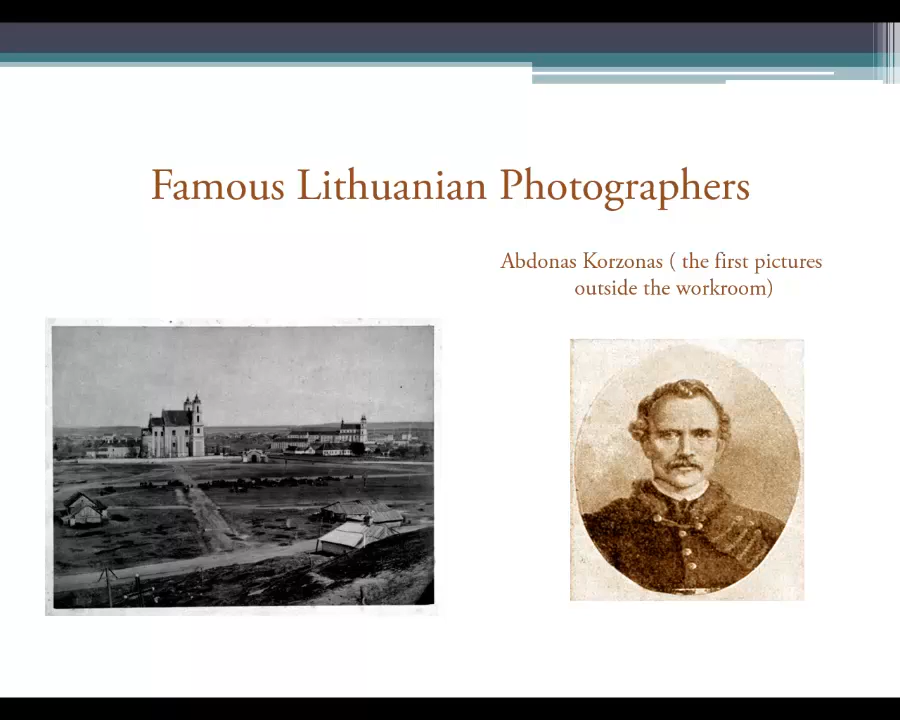 Famous Lithuanian Photographers
Abdonas Korzonas ( the first pictures
outside the workroom)